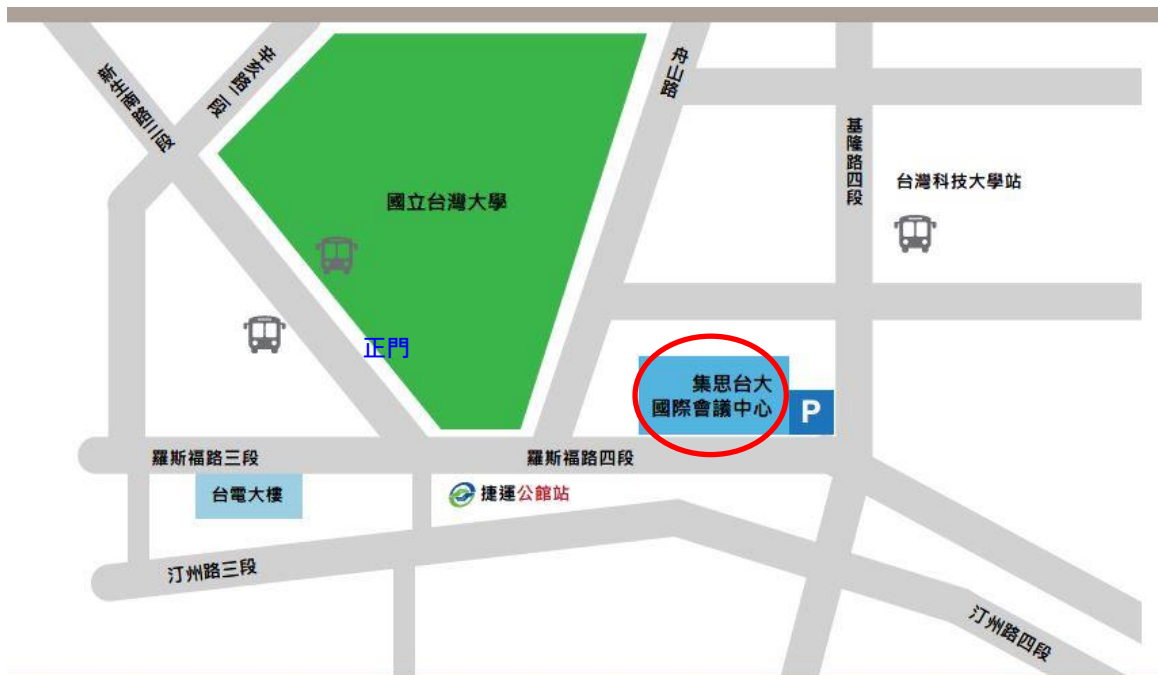 新生南路三段
辛亥路二段
舟山路
基隆路四段
國立台灣大學
台灣科技大學站
正門
集思台大
國際會議中心
P
羅斯福路三段
羅斯福路四段
台電大樓
捷運公館站
汀州路三段
汀州路四段